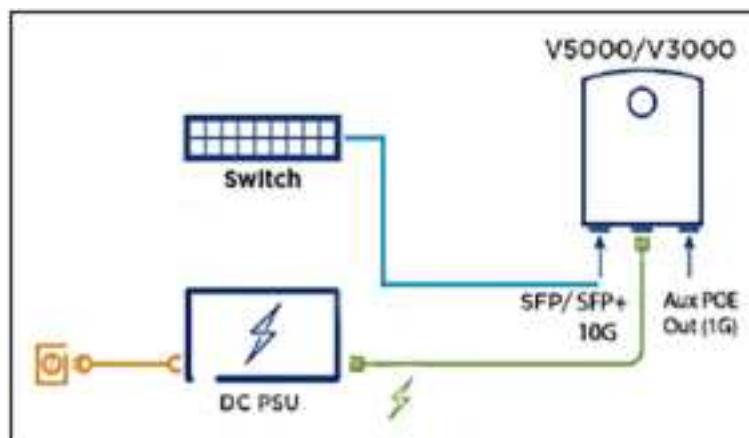 V5000/V3000
Switch
SFP/SFP+
10G
Aux POE
Out (1G)
DC PSU